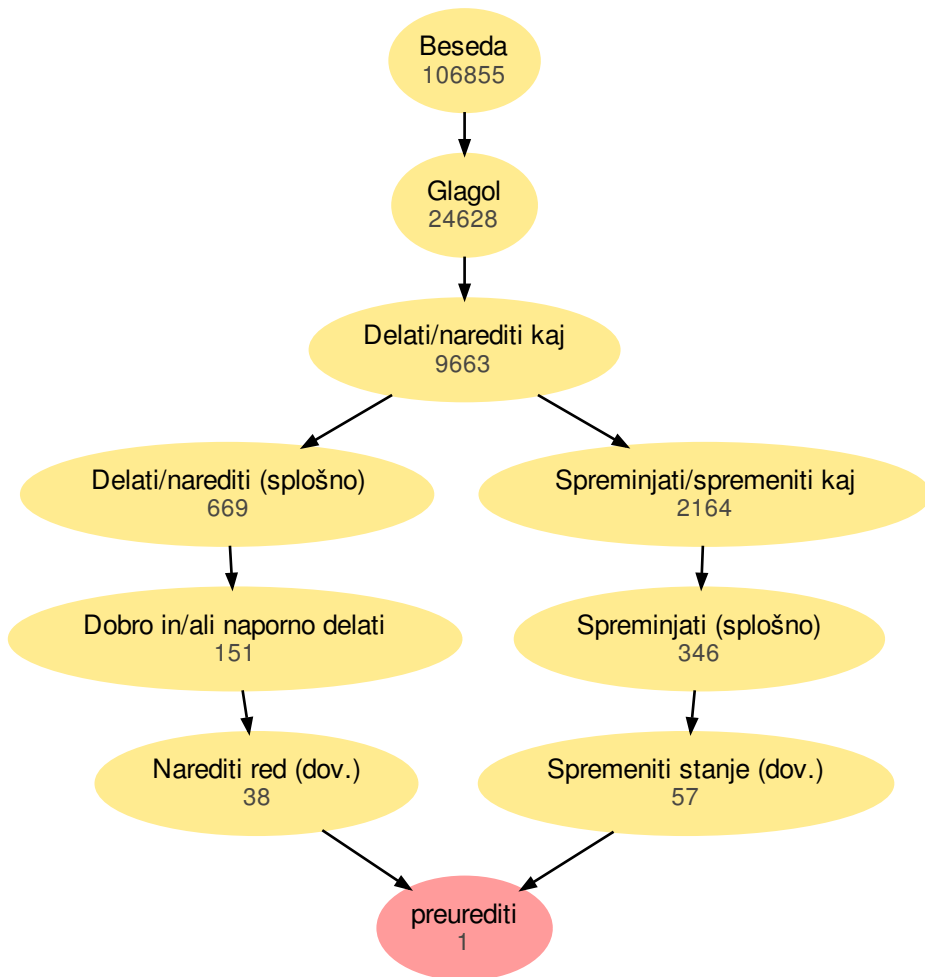 Beseda
106855
Glagol
24628
Delati/narediti kaj
9663
Delati/narediti (splošno)
669
Spreminjati/spremeniti kaj
2164
Dobro in/ali naporno delati
151
Spreminjati (splošno)
346
Narediti red (dov.)
38
Spremeniti stanje (dov.)
57
preurediti
1